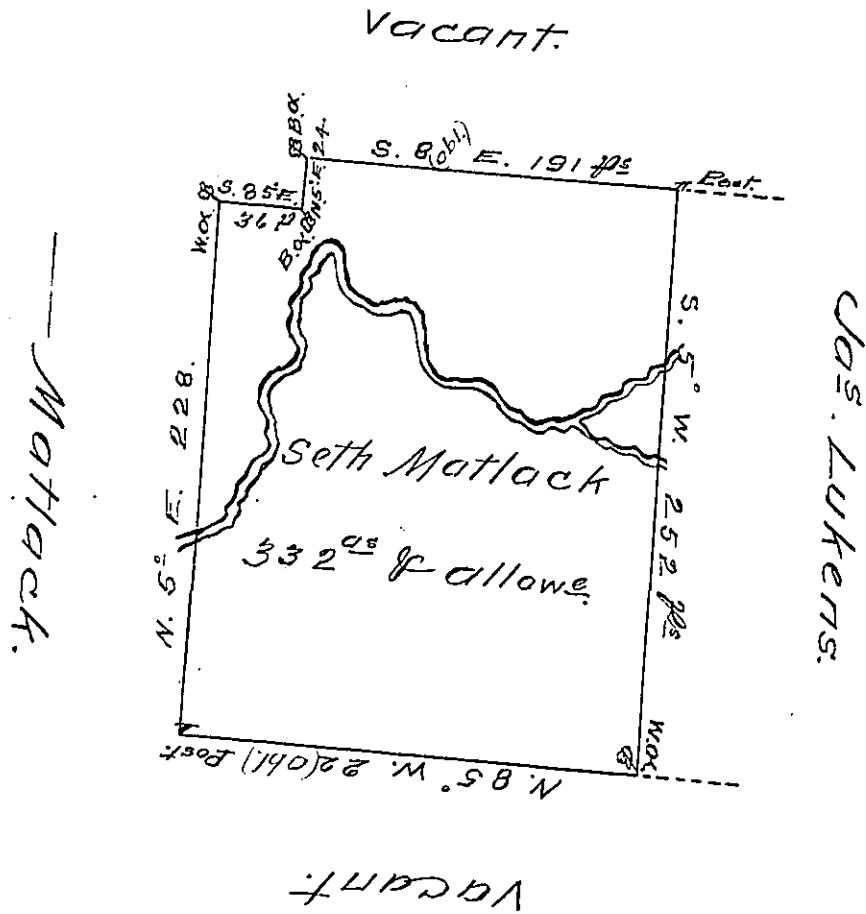 Vacant.
B.O.
S. 8(obl.) E. 191 ps
Post.
N 5° E. 24.
S. 85° E.
36 p
W.O.
B.O.
S. 5° W. 252 ps
Jas. Lukens.
N. 5° E. 228.
— Matlack.
Seth Matlack
332 as & allowe.
W.O.
N. 85° W. 22(obl.) Post.
Vacant.